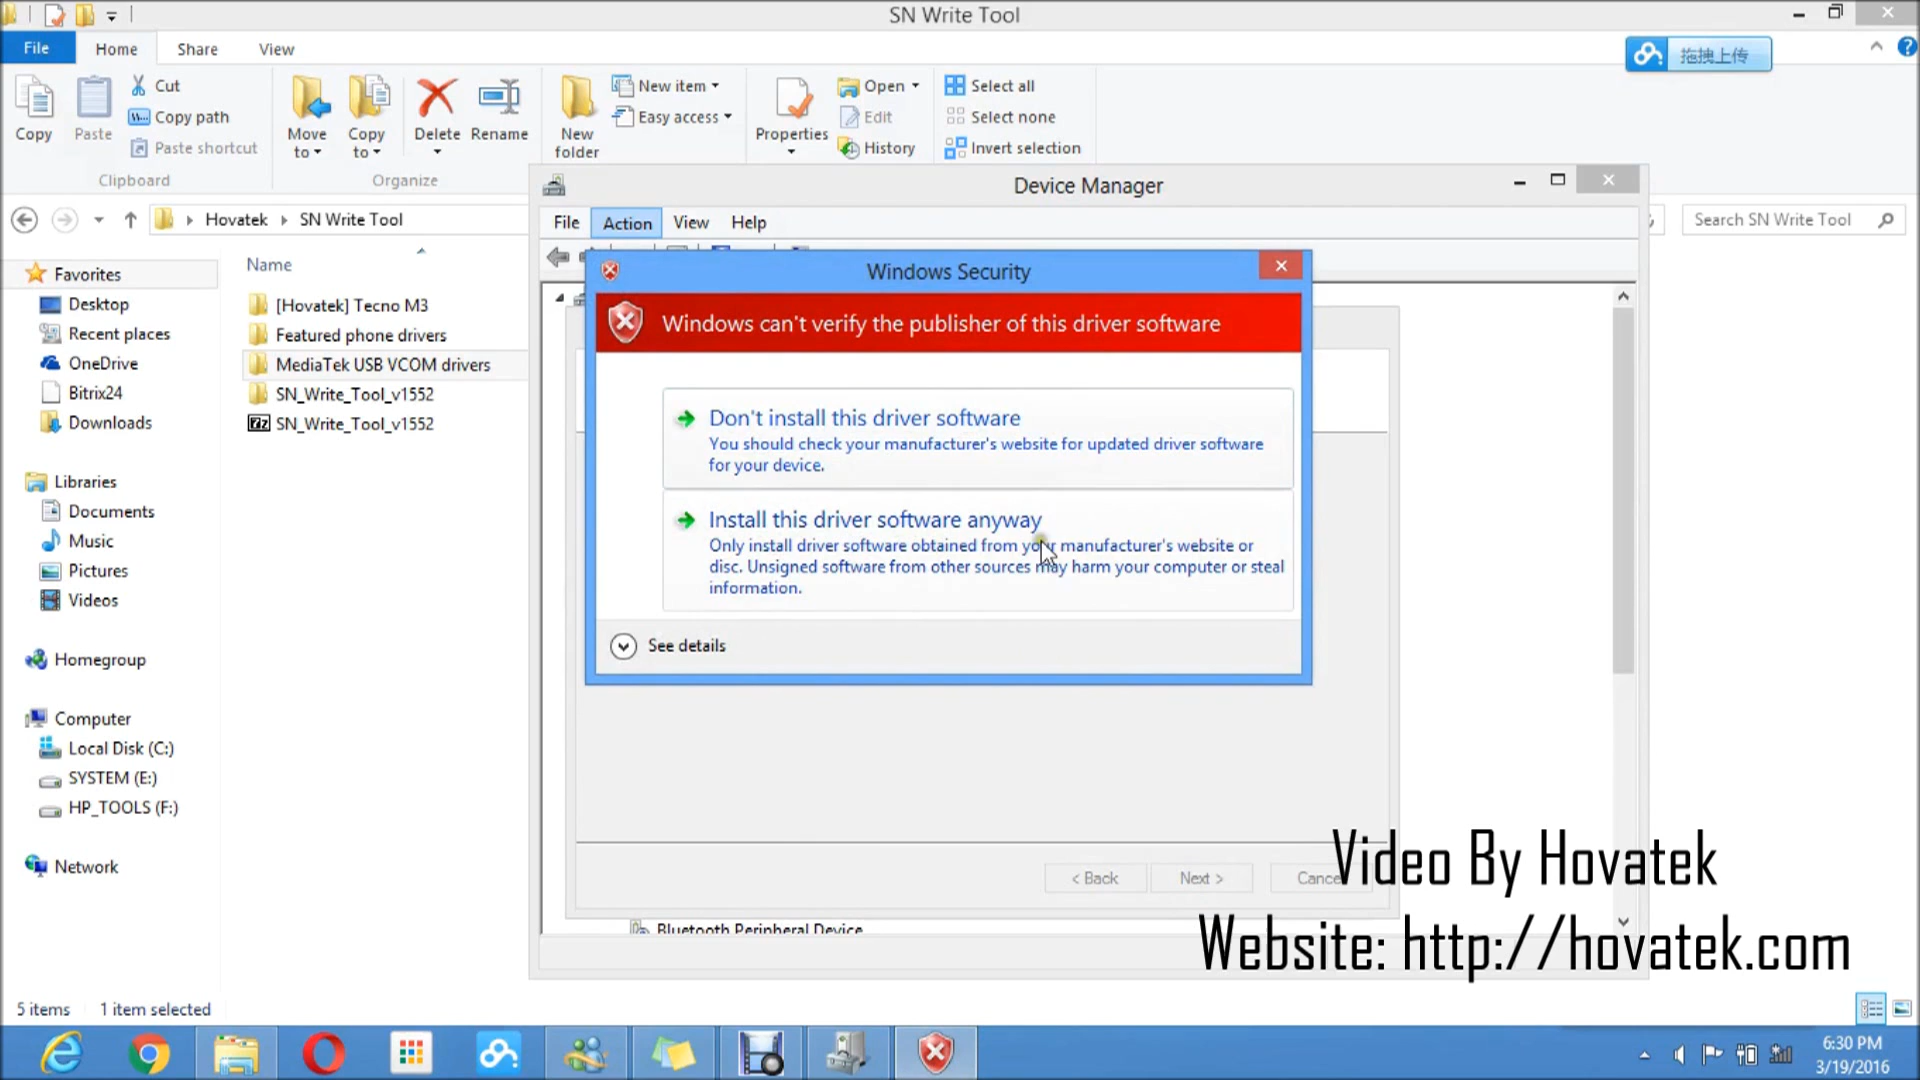 SN Write Tool
File
Home
Share
View
拖拽上传
Copy
Paste
Cut
Copy path
Paste shortcut
Clipboard
Move to
Copy to
Delete
Rename
Organize
New folder
New item
Easy access
Properties
Open
Edit
History
Select all
Select none
Invert selection
Hovatek
SN Write Tool
Search SN Write Tool
Favorites
Desktop
Recent places
OneDrive
Bitrix24
Downloads
Libraries
Documents
Music
Pictures
Videos
Homegroup
Computer
Local Disk (C:)
SYSTEM (E:)
HP_TOOLS (F:)
Network
Name
[Hovatek] Tecno M3
Featured phone drivers
MediaTek USB VCOM drivers
SN_Write_Tool_v1552
SN_Write_Tool_v1552
Device Manager
File
Action
View
Help
Windows Security
Windows can't verify the publisher of this driver software
Don't install this driver software
You should check your manufacturer's website for updated driver software
for your device.
Install this driver software anyway
Only install driver software obtained from your manufacturer's website or
disc. Unsigned software from other sources may harm your computer or steal
information.
See details
< Back
Next >
Cancel
Bluetooth Peripheral Device
Video By Hovatek
Website: http://hovatek.com
5 items
1 item selected
6:30 PM
3/19/2016